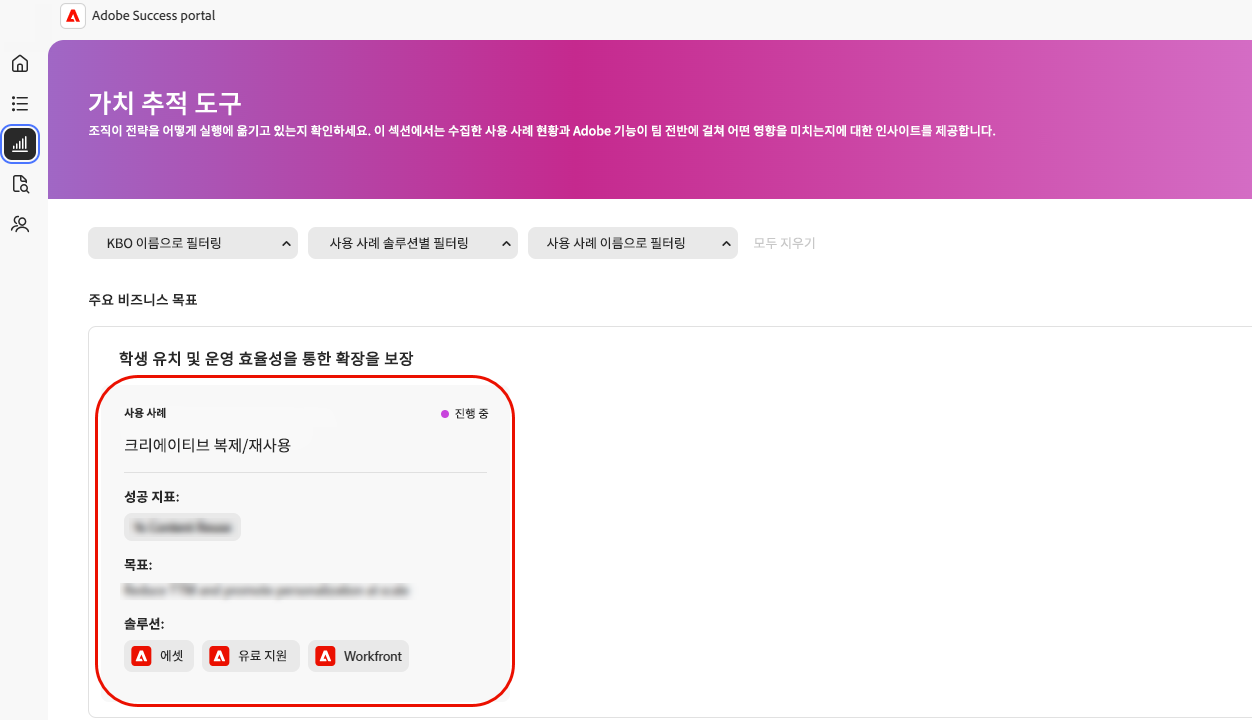 Adobe Success portal
가치 추적 도구
조직이 전략을 어떻게 실행에 옮기고 있는지 확인하세요. 이 섹션에서는 수집한 사용 사례 현황과 Adobe 기능이 팀 전반에 걸쳐 어떤 영향을 미치는지에 대한 인사이트를 제공합니다.
KBO 이름으로 필터링
사용 사례 솔루션별 필터링
사용 사례 이름으로 필터링
모두 지우기
주요 비즈니스 목표
학생 유치 및 운영 효율성을 통한 확장을 보장
사용 사례
진행 중
크리에이티브 복제/재사용
성공 지표:
목표:
솔루션:
에셋
유료 지원
Workfront